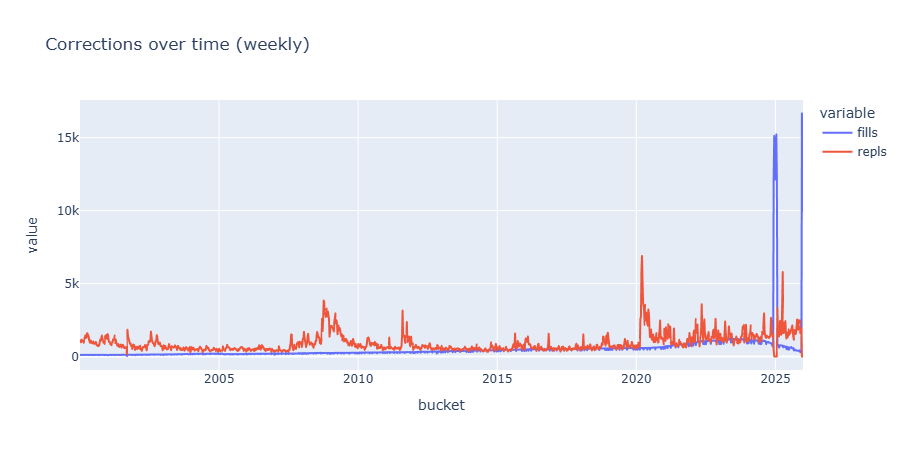 Corrections over time (weekly)
variable
fills
repls
15k
10k
5k
0
value
2005
2010
2015
2020
2025
bucket